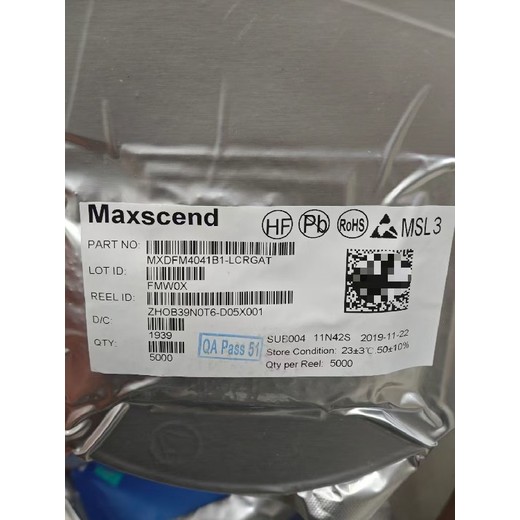 Maxscend
HF Pb RoHS MSL 3
PART NO:
MXDFM4041B1-LCRGAT
LOT ID:
FMW0X
REEL ID:
ZHOB39N0T6-D05X001
D/C:
1939
QTY:
5000
QA Pass 51
SUE004 11N42S 2019-11-22
Store Condition: 23±3℃ 50±10%
Qty per Reel: 5000